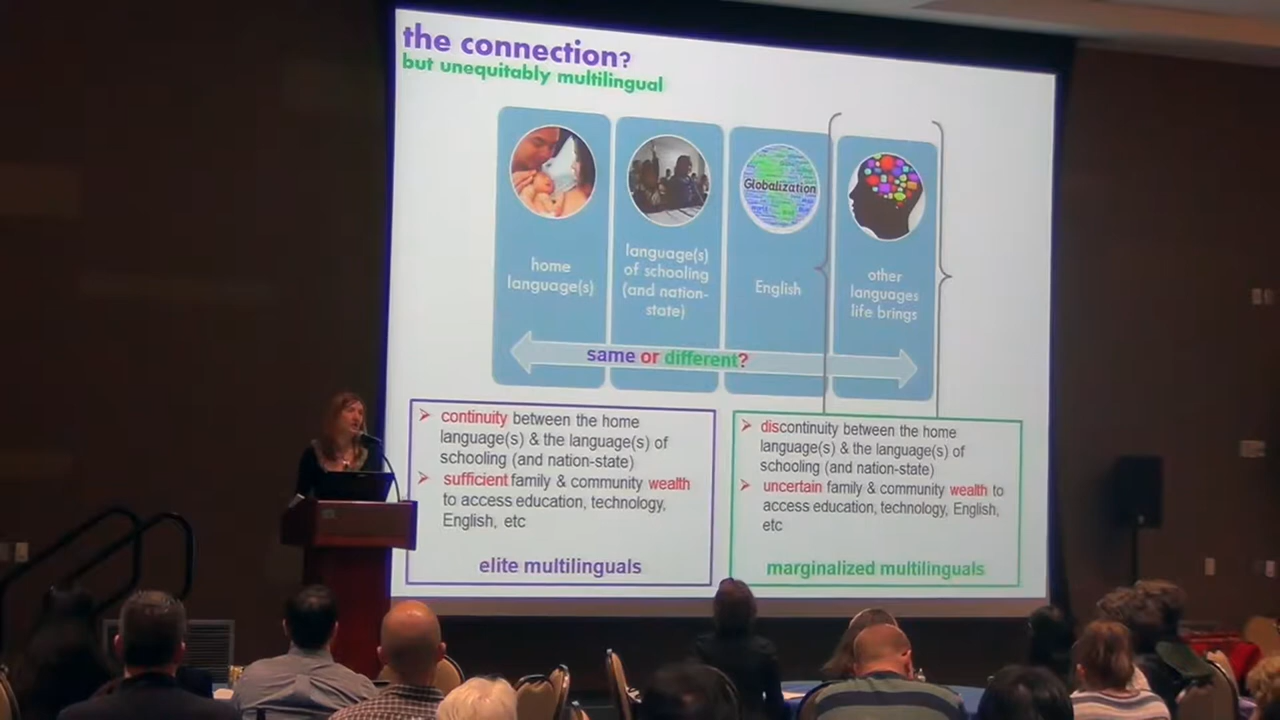 the connection?
but unequitably multilingual
Globalization
home
language(s)
language(s)
of schooling
(and nation-
state)
English
other
languages
life brings
same or different?
➢ continuity between the home
language(s) & the language(s) of
schooling (and nation-state)
➢ sufficient family & community wealth
to access education, technology,
English, etc
elite multilinguals
➢ discontinuity between the home
language(s) & the language(s) of
schooling (and nation-state)
➢ uncertain family & community wealth to
access education, technology, English,
etc
marginalized multilinguals